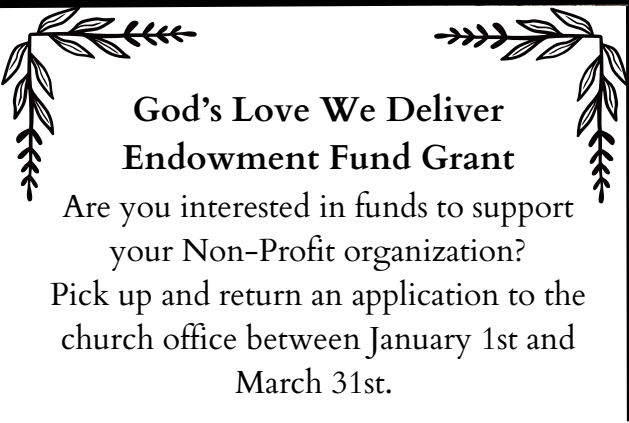 God’s Love We Deliver
Endowment Fund Grant
Are you interested in funds to support
your Non-Profit organization?
Pick up and return an application to the
church office between January 1st and
March 31st.